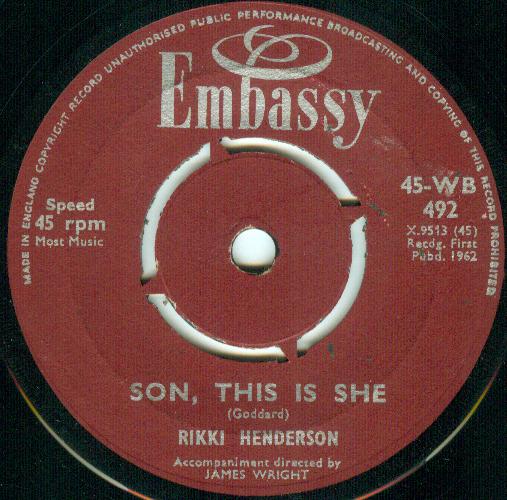 MADE IN ENGLAND COPYRIGHT RECORD UNAUTHORISED PUBLIC PERFORMANCE BROADCASTING AND COPYING OF THIS RECORD PROHIBITED
Embassy
Speed
45 rpm
Most Music
45-WB
492
X.9513 (45)
Recdg. First
Pubd. 1962
SON, THIS IS SHE
(Goddard)
RIKKI HENDERSON
Accompaniment directed by
JAMES WRIGHT